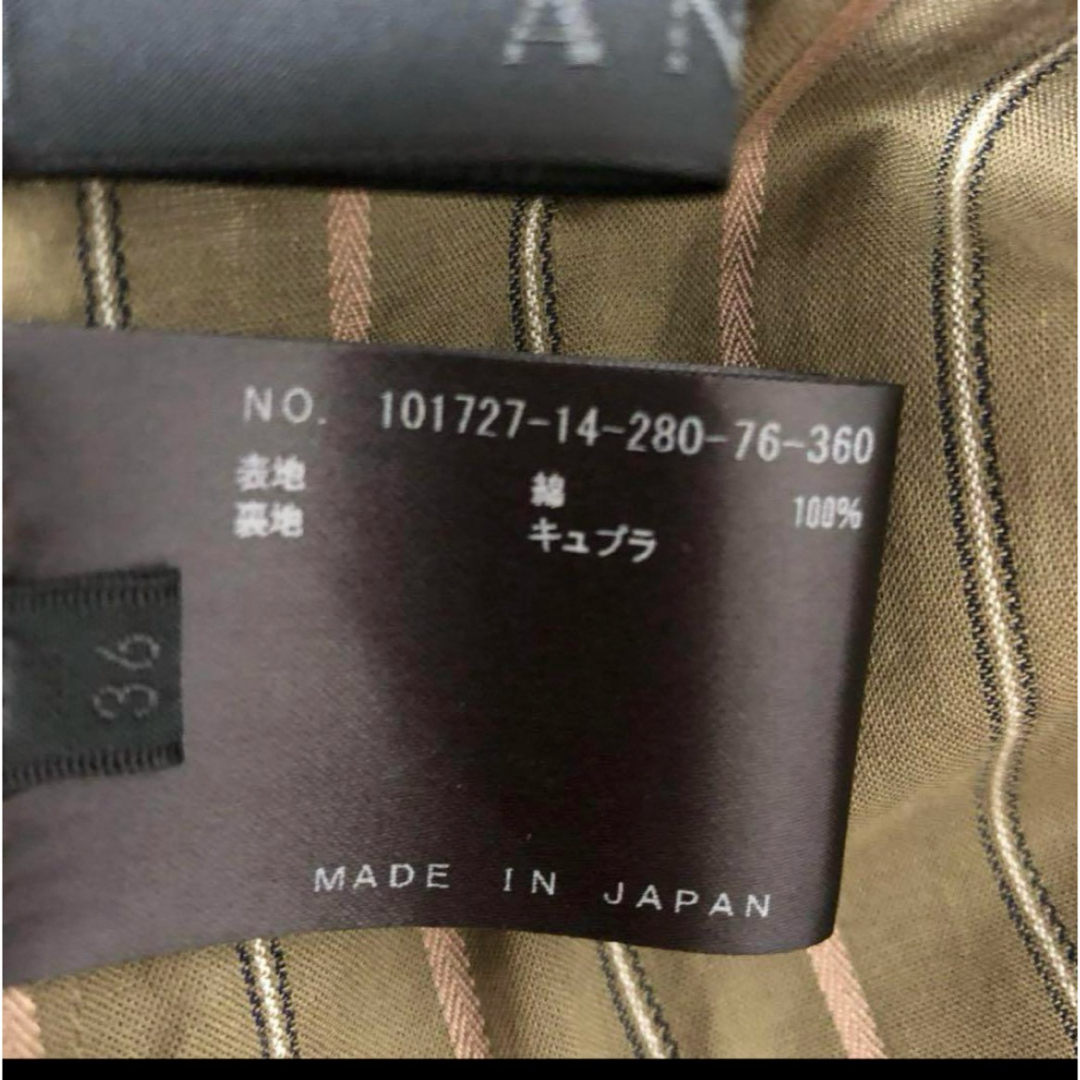 AN
NO. 101727-14-280-76-360
表地 綿 100%
裏地 キュプラ
36
MADE IN JAPAN